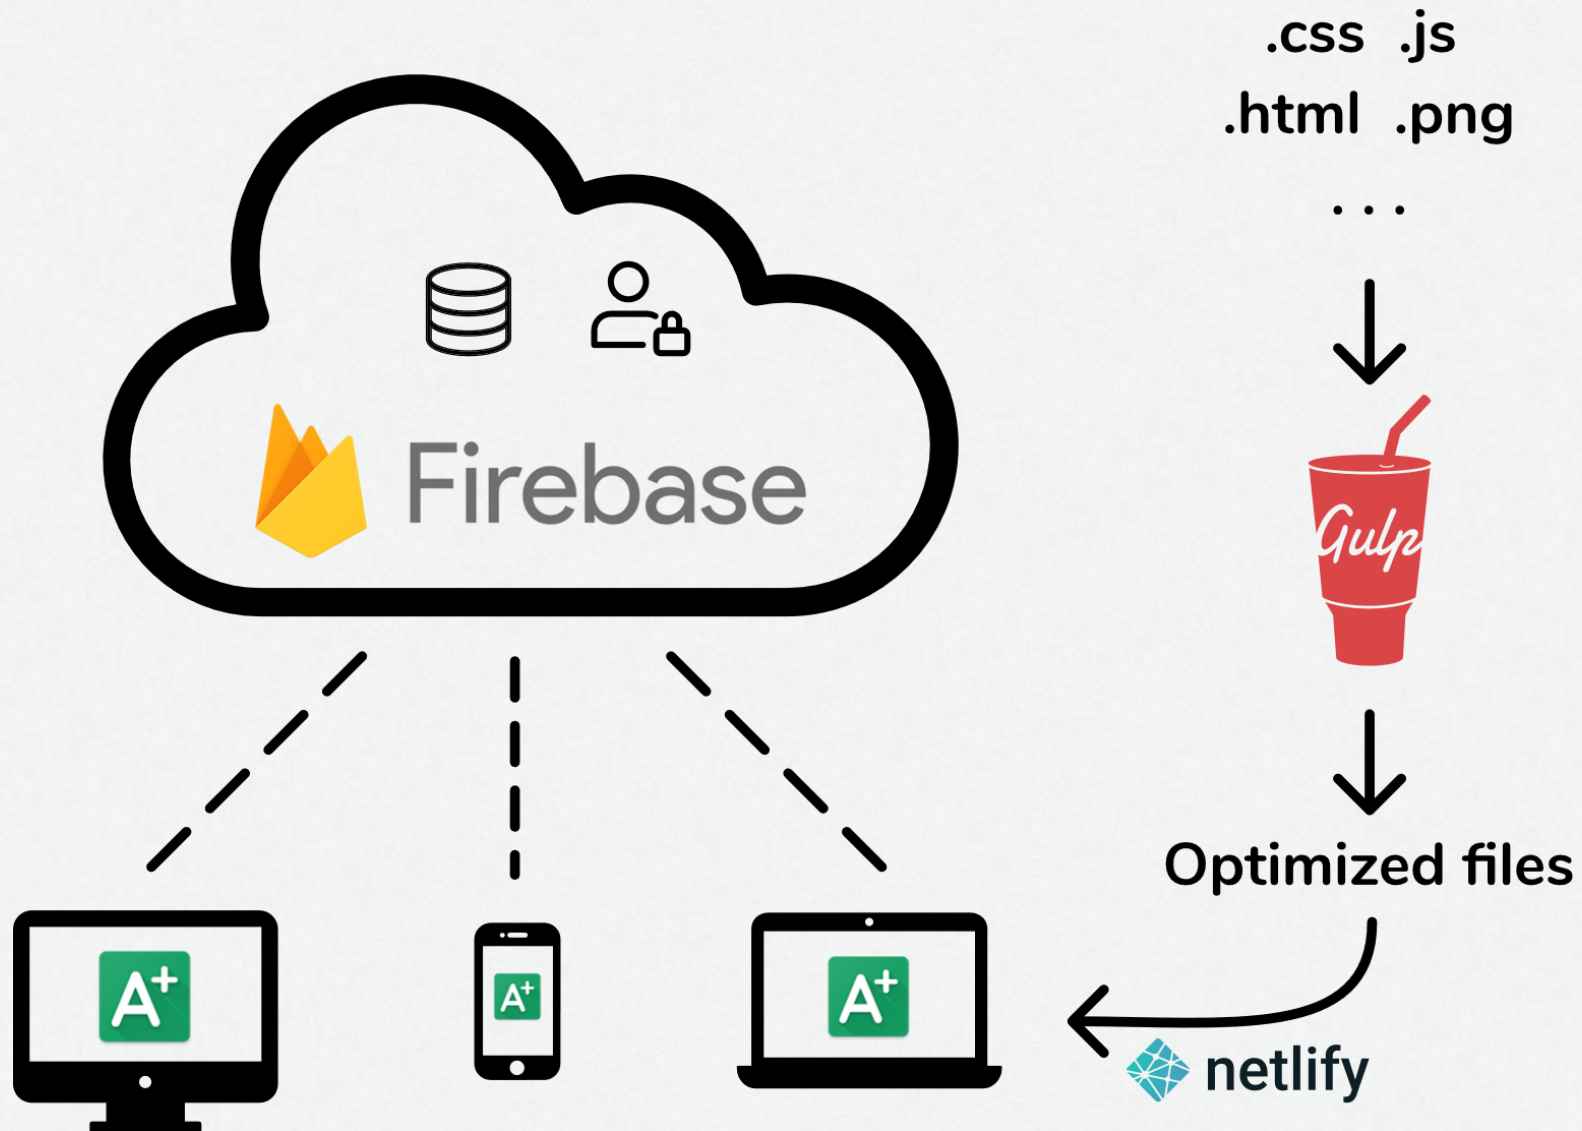 .css .js
.html .png
. . .
Firebase
Gulp
Optimized files
A+
A+
A+
netlify